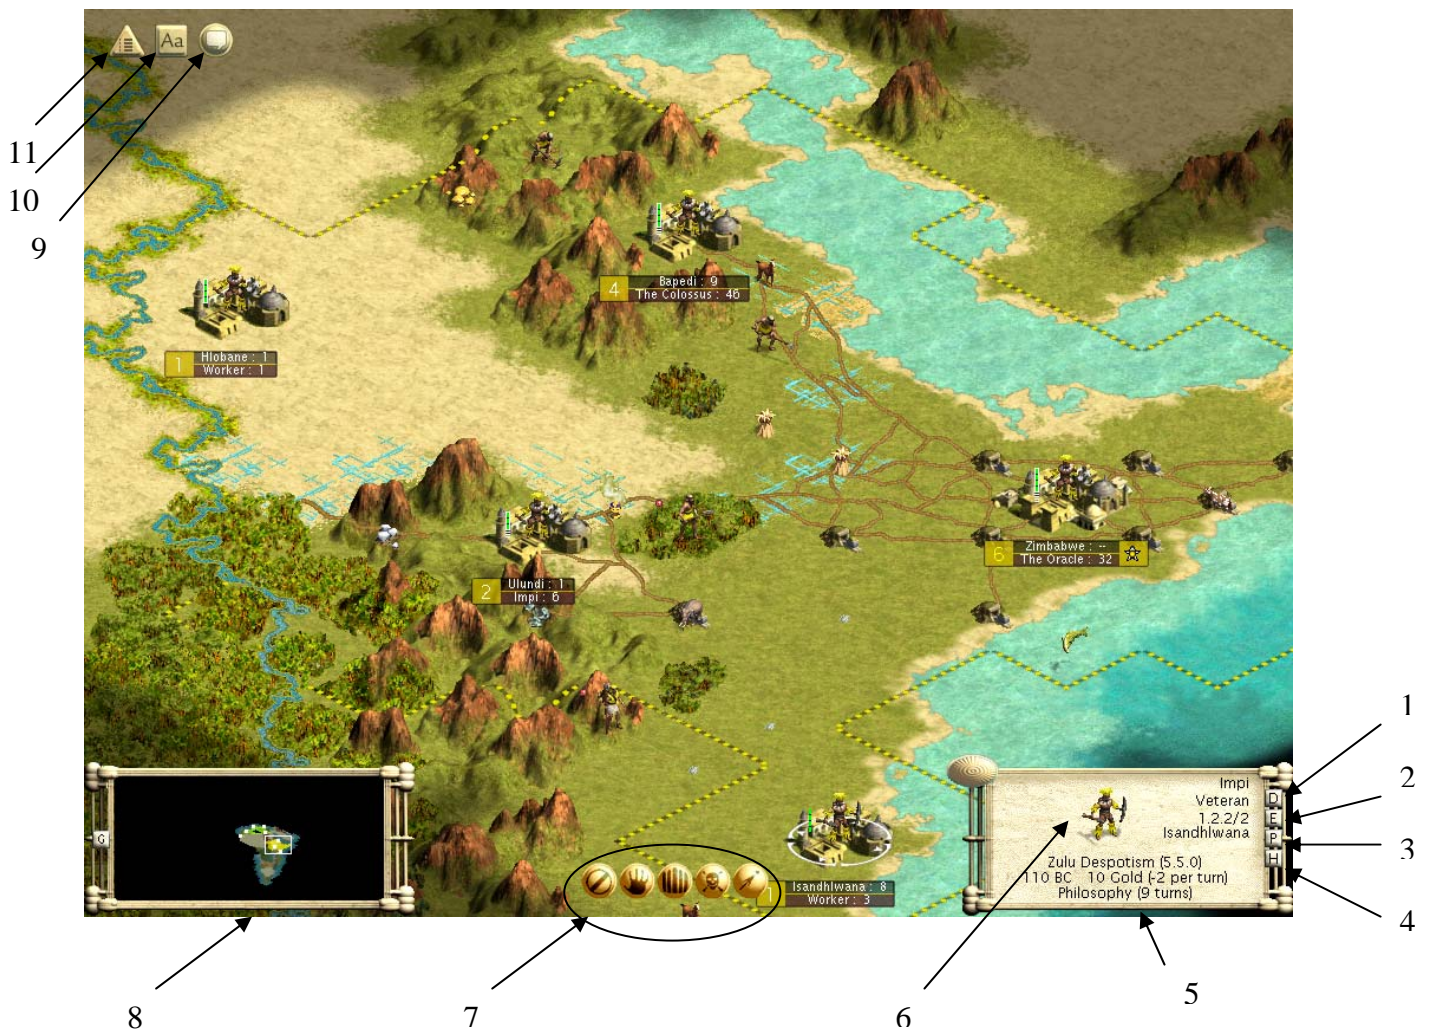 Aa
11
10
9
Bapedi : 9
4
The Colossus : 46
Hlobane : 1
1
Worker : 1
Zimbabwe : --
6
The Oracle : 32
Ulundi : 1
2
Impi : 6
1
2
3
4
Impi
D
Veteran
1.2.2/2
E
Isandhlwana
P
H
G
Zulu Despotism (5.5.0)
110 BC 10 Gold (-2 per turn)
Philosophy (9 turns)
Isandhlwana : 8
1
Worker : 3
8
7
6
5